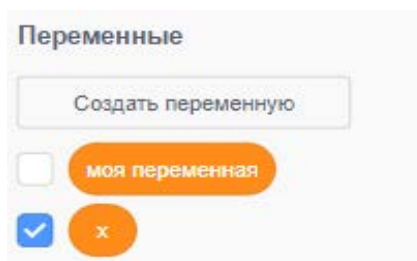 Переменные
Создать переменную
моя переменная
x